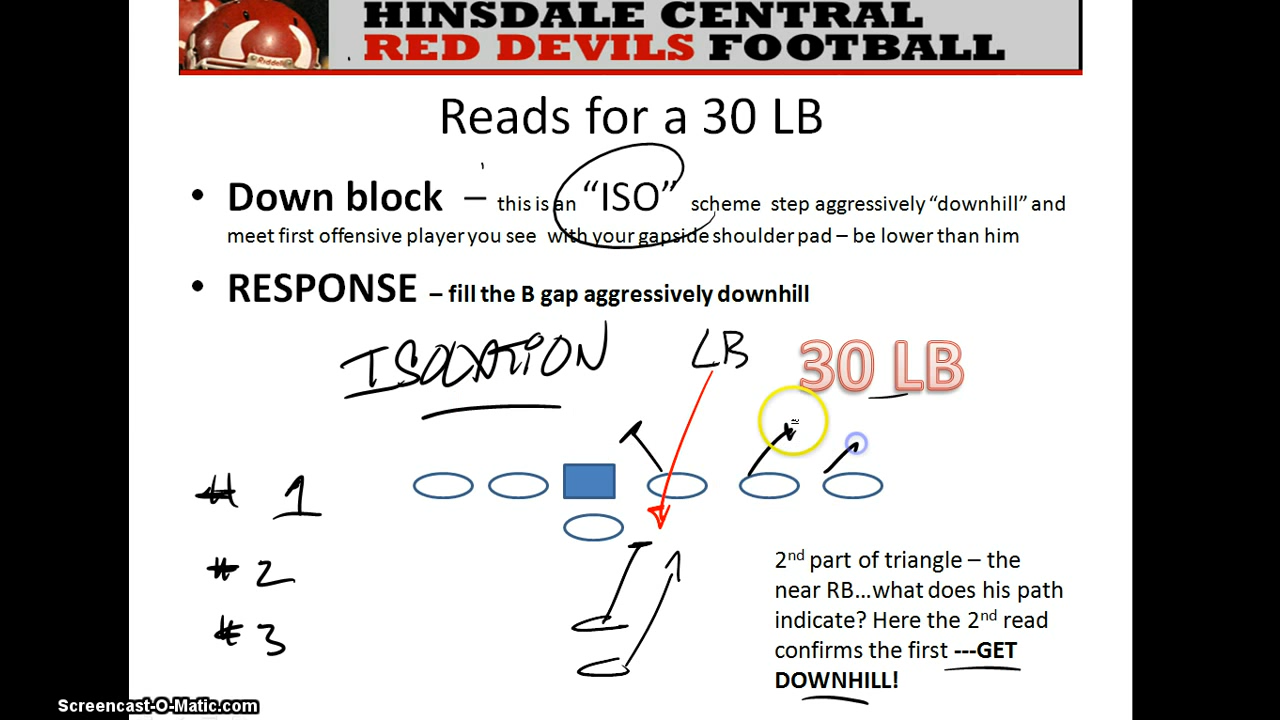 HINSDALE CENTRAL
RED DEVILS FOOTBALL
Riddell
Reads for a 30 LB
• Down block – this is an “ISO” scheme step aggressively “downhill” and
meet first offensive player you see with your gapside shoulder pad – be lower than him
• RESPONSE – fill the B gap aggressively downhill
ISOLATION
LB
30 LB
# 1
# 2
# 3
2nd part of triangle – the
near RB...what does his path
indicate? Here the 2nd read
confirms the first ---GET
DOWNHILL!
Screencast-O-Matic.com